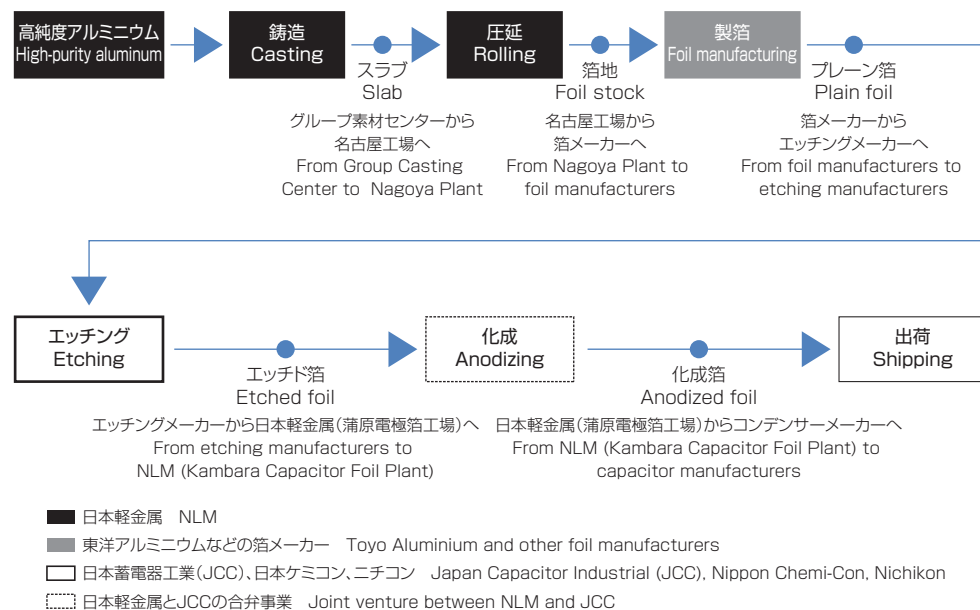 高純度アルミニウム
High-purity aluminum
鋳造
Casting
スラブ
Slab
グループ素材センターから
名古屋工場へ
From Group Casting
Center to Nagoya Plant
圧延
Rolling
箔地
Foil stock
名古屋工場から
箔メーカーへ
From Nagoya Plant to
foil manufacturers
製箔
Foil manufacturing
プレーン箔
Plain foil
箔メーカーから
エッチングメーカーへ
From foil manufacturers to
etching manufacturers
エッチング
Etching
エッチド箔
Etched foil
エッチングメーカーから日本軽金属(蒲原電極箔工場)へ
From etching manufacturers to
NLM (Kambara Capacitor Foil Plant)
化成
Anodizing
化成箔
Anodized foil
日本軽金属(蒲原電極箔工場)からコンデンサーメーカーへ
From NLM (Kambara Capacitor Foil Plant) to
capacitor manufacturers
出荷
Shipping
日本軽金属 NLM
東洋アルミニウムなどの箔メーカー Toyo Aluminium and other foil manufacturers
日本蓄電器工業(JCC)、日本ケミコン、ニチコン Japan Capacitor Industrial (JCC), Nippon Chemi-Con, Nichikon
日本軽金属とJCCの合弁事業 Joint venture between NLM and JCC